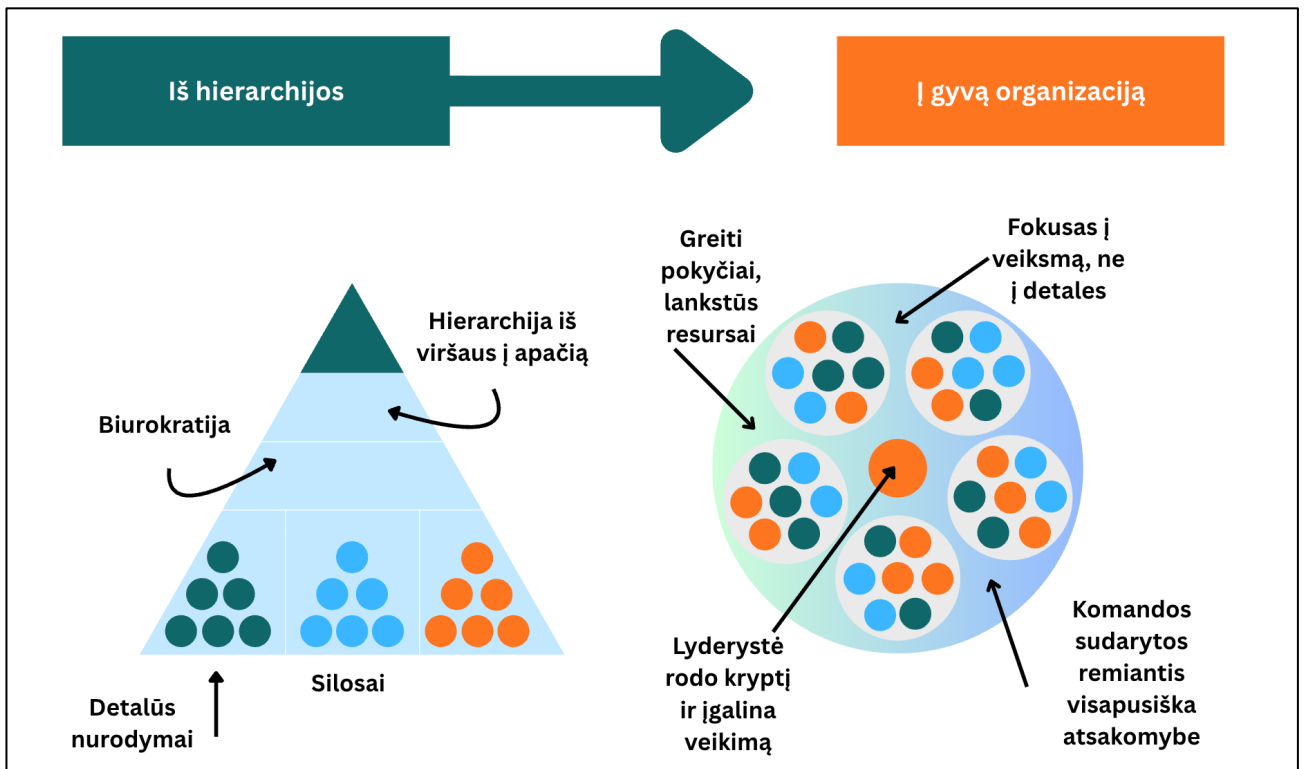 Iš hierarchijos
Į gyvą organizaciją
Hierarchija iš
viršaus į apačią
Biurokratija
Silosai
Detalūs
nurodymai
Greiti
pokyčiai,
lankstūs
resursai
Fokusas į
veiksmą, ne
į detales
Lyderystė
rodo kryptį
ir įgalina
veikimą
Komandos
sudarytos
remiantis
visapusiška
atsakomybe